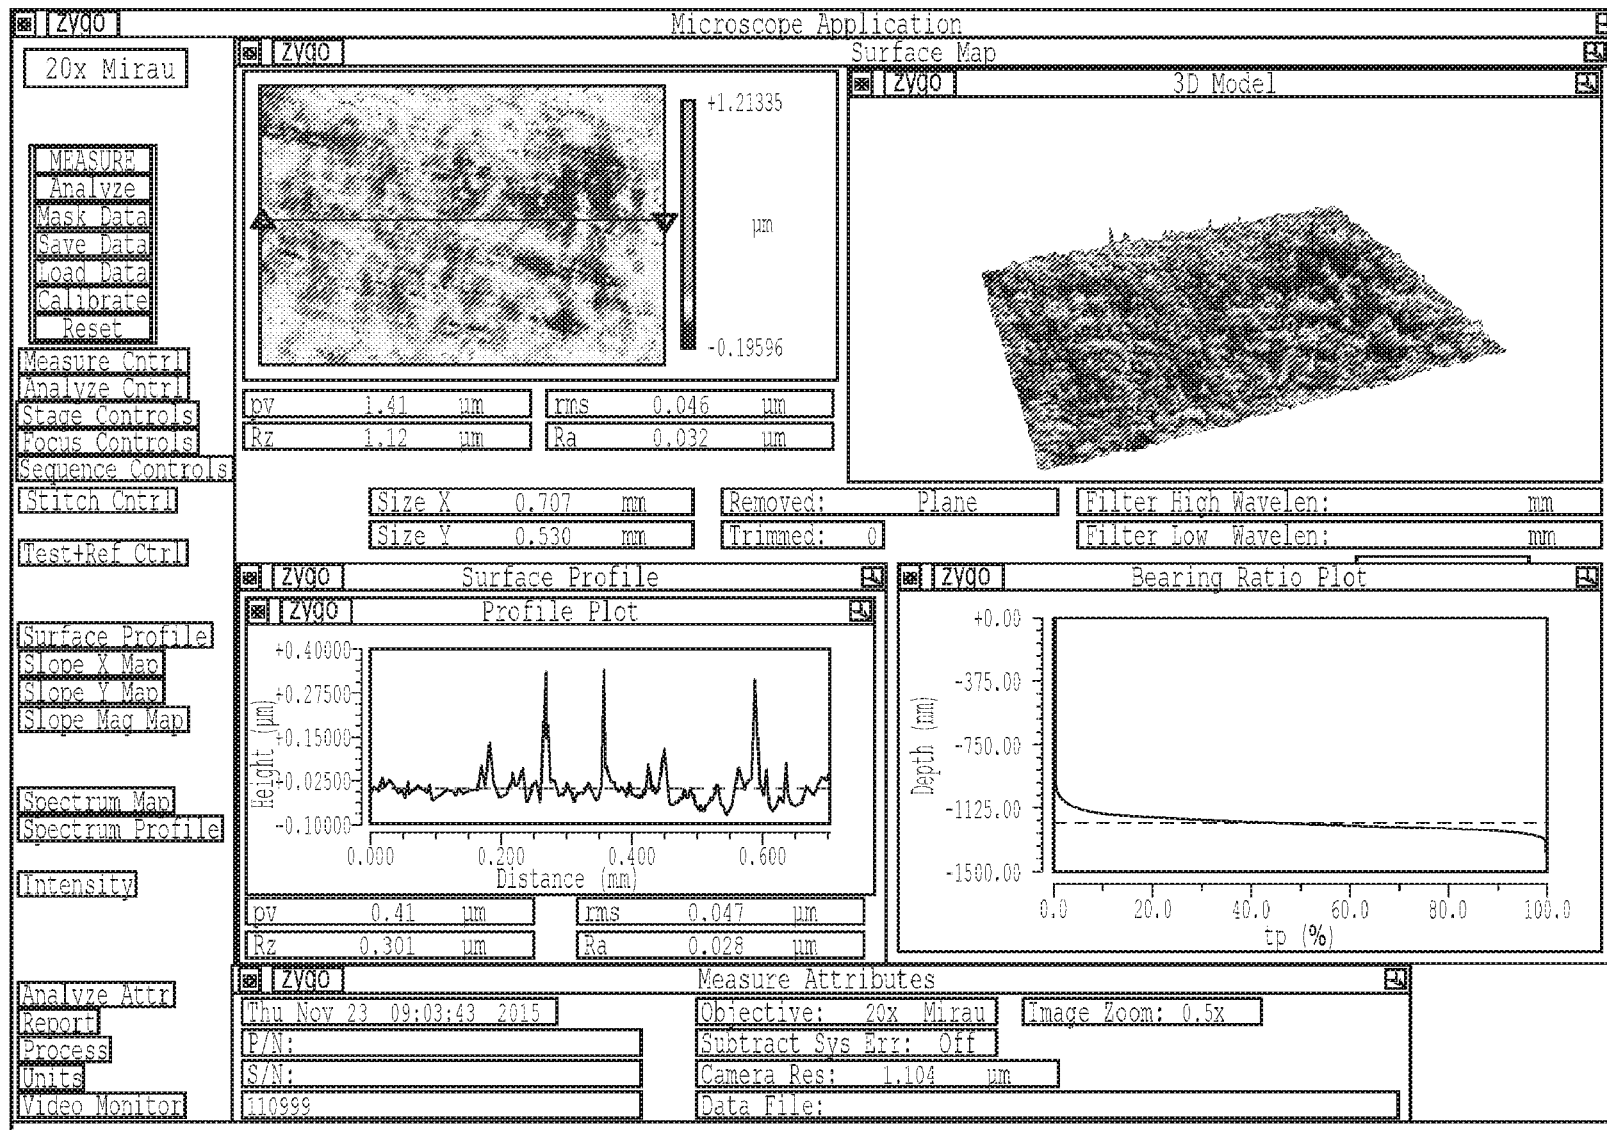 zygo Microscope Application
20x Mirau
MEASURE
Analyze
Mask Data
Save Data
Load Data
Calibrate
Reset
Measure Cntrl
Analyze Cntrl
Stage Controls
Focus Controls
Sequence Controls
Stitch Cntrl
Test+Ref Ctrl
Surface Profile
Slope X Map
Slope Y Map
Slope Mag Map
Spectrum Map
Spectrum Profile
Intensity
Analyze Attr
Report
Process
Units
Video Monitor
zygo Surface Map
+1.21335
µm
-0.19596
zygo 3D Model
pv 1.41 µm rms 0.046 µm
Rz 1.12 µm Ra 0.032 µm
Size X 0.707 mm Removed: Plane Filter High Wavelen: mm
Size Y 0.530 mm Trimmed: 0 Filter Low Wavelen: mm
zygo Surface Profile
zygo Profile Plot
+0.40000
+0.27500
+0.15000
+0.02500
-0.10000
Height (µm)
0.000 0.200 0.400 0.600
Distance (mm)
pv 0.41 µm rms 0.047 µm
Rz 0.301 µm Ra 0.028 µm
zygo Bearing Ratio Plot
+0.00
-375.00
-750.00
-1125.00
-1500.00
Depth (nm)
0.0 20.0 40.0 60.0 80.0 100.0
tp (%)
zygo Measure Attributes
Thu Nov 23 09:03:43 2015 Objective: 20x Mirau Image Zoom: 0.5x
P/N: Subtract Sys Err: Off
S/N: Camera Res: 1.104 µm
110999 Data File: